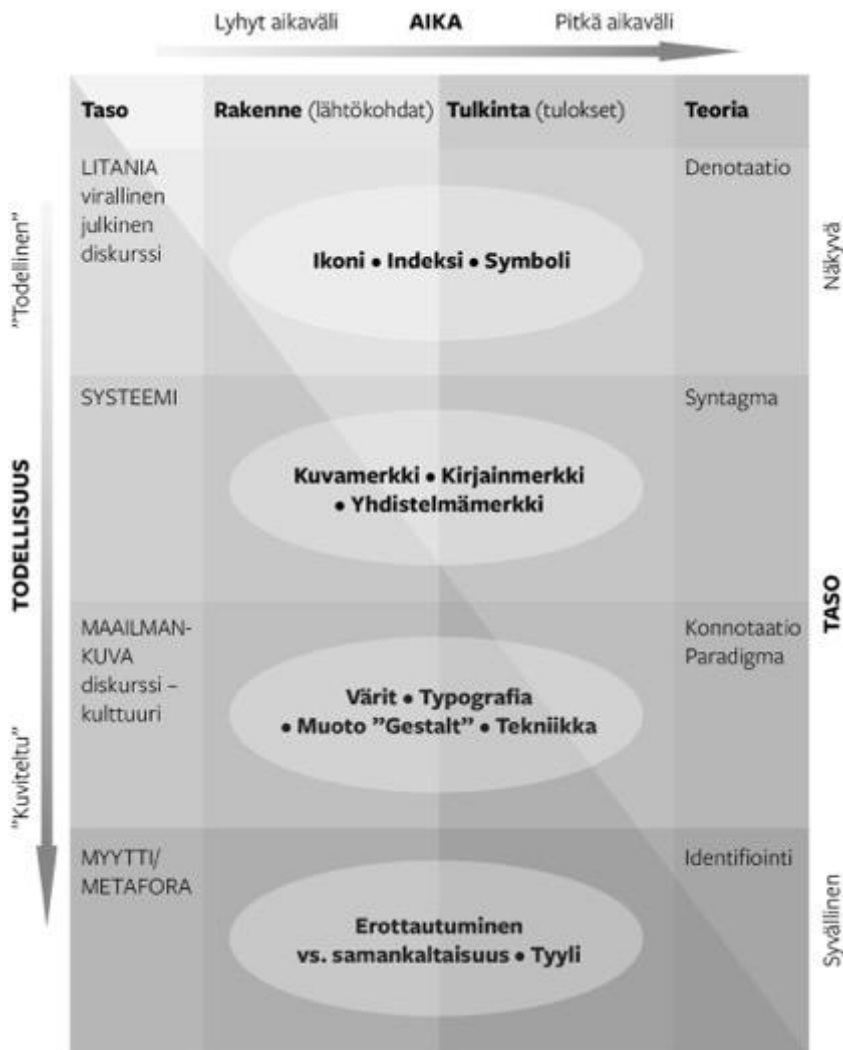 Lyhyt aikaväli AIKA Pitkä aikaväli
Taso Rakenne (lähtökohdat) Tulkinta (tulokset) Teoria
LITANIA
virallinen
julkinen
diskurssi
Ikoni • Indeksi • Symboli
Denotaatio
SYSTEEMI
Kuvamerkki • Kirjainmerkki
• Yhdistelmämerkki
Syntagma
MAAILMAN-
KUVA
diskurssi –
kulttuuri
Värit • Typografia
• Muoto ”Gestalt” • Tekniikka
Konnotaatio
Paradigma
MYYTTI/
METAFORA
Erottautuminen
vs. samankaltaisuus • Tyyli
Identifiointi
”Todellinen”
TODELLISUUS
”Kuviteltu”
Näkyvä
TASO
Syvällinen